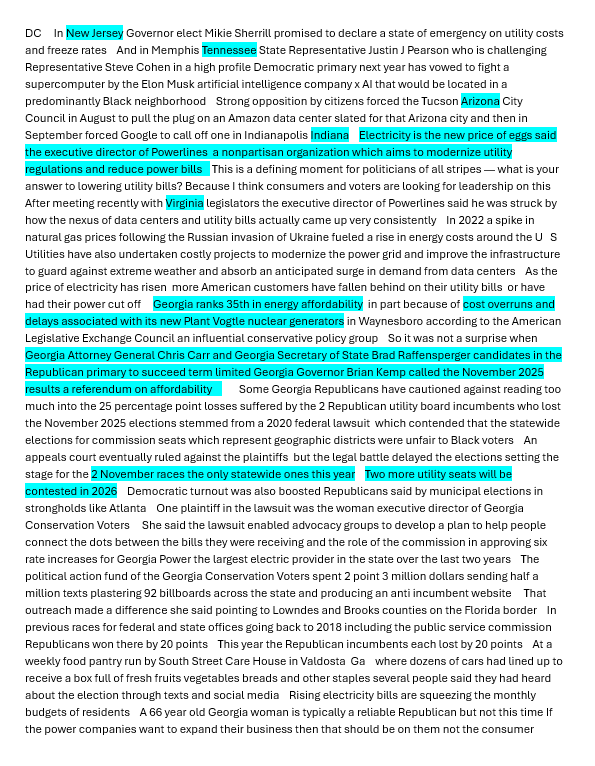 DC In New Jersey Governor elect Mikie Sherrill promised to declare a state of emergency on utility costs
and freeze rates And in Memphis Tennessee State Representative Justin J Pearson who is challenging
Representative Steve Cohen in a high profile Democratic primary next year has vowed to fight a
supercomputer by the Elon Musk artificial intelligence company x AI that would be located in a
predominantly Black neighborhood Strong opposition by citizens forced the Tucson Arizona City
Council in August to pull the plug on an Amazon data center slated for that Arizona city and then in
September forced Google to call off one in Indianapolis Indiana Electricity is the new price of eggs said
the executive director of Powerlines a nonpartisan organization which aims to modernize utility
regulations and reduce power bills This is a defining moment for politicians of all stripes — what is your
answer to lowering utility bills? Because I think consumers and voters are looking for leadership on this
After meeting recently with Virginia legislators the executive director of Powerlines said he was struck by
how the nexus of data centers and utility bills actually came up very consistently In 2022 a spike in
natural gas prices following the Russian invasion of Ukraine fueled a rise in energy costs around the U S
Utilities have also undertaken costly projects to modernize the power grid and improve the infrastructure
to guard against extreme weather and absorb an anticipated surge in demand from data centers As the
price of electricity has risen more American customers have fallen behind on their utility bills or have
had their power cut off Georgia ranks 35th in energy affordability in part because of cost overruns and
delays associated with its new Plant Vogtle nuclear generators in Waynesboro according to the American
Legislative Exchange Council an influential conservative policy group So it was not a surprise when
Georgia Attorney General Chris Carr and Georgia Secretary of State Brad Raffensperger candidates in the
Republican primary to succeed term limited Georgia Governor Brian Kemp called the November 2025
results a referendum on affordability Some Georgia Republicans have cautioned against reading too
much into the 25 percentage point losses suffered by the 2 Republican utility board incumbents who lost
the November 2025 elections stemmed from a 2020 federal lawsuit which contended that the statewide
elections for commission seats which represent geographic districts were unfair to Black voters An
appeals court eventually ruled against the plaintiffs but the legal battle delayed the elections setting the
stage for the 2 November races the only statewide ones this year Two more utility seats will be
contested in 2026 Democratic turnout was also boosted Republicans said by municipal elections in
strongholds like Atlanta One plaintiff in the lawsuit was the woman executive director of Georgia
Conservation Voters She said the lawsuit enabled advocacy groups to develop a plan to help people
connect the dots between the bills they were receiving and the role of the commission in approving six
rate increases for Georgia Power the largest electric provider in the state over the last two years The
political action fund of the Georgia Conservation Voters spent 2 point 3 million dollars sending half a
million texts plastering 92 billboards across the state and producing an anti incumbent website That
outreach made a difference she said pointing to Lowndes and Brooks counties on the Florida border In
previous races for federal and state offices going back to 2018 including the public service commission
Republicans won there by 20 points This year the Republican incumbents each lost by 20 points At a
weekly food pantry run by South Street Care House in Valdosta Ga where dozens of cars had lined up to
receive a box full of fresh fruits vegetables breads and other staples several people said they had heard
about the election through texts and social media Rising electricity bills are squeezing the monthly
budgets of residents A 66 year old Georgia woman is typically a reliable Republican but not this time If
the power companies want to expand their business then that should be on them not the consumer